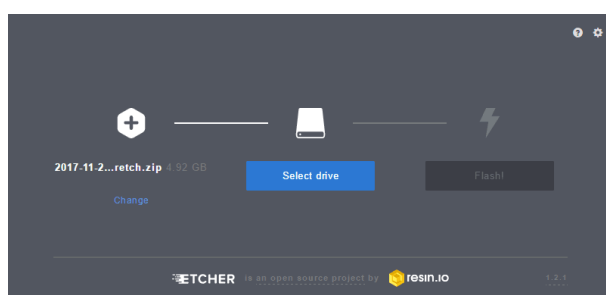 2017-11-2...retch.zip 4.92 GB
Change
Select drive
Flash!
ETCHER is an open source project by resin.io
1.2.1